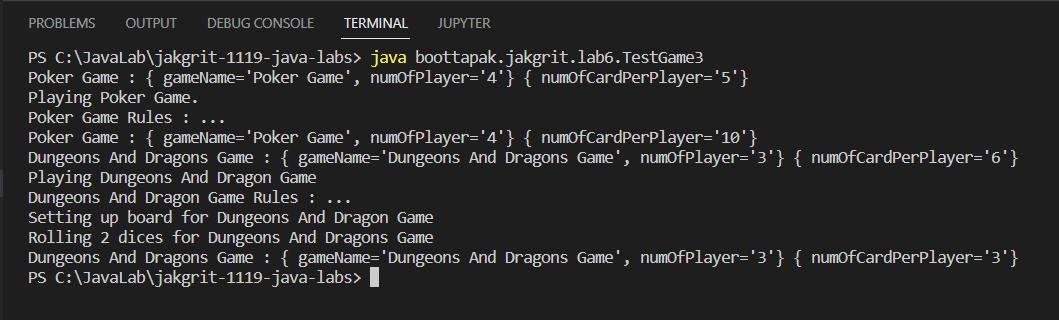 PROBLEMS OUTPUT DEBUG CONSOLE TERMINAL JUPYTER
PS C:\JavaLab\jakgrit-1119-java-labs> java boottapak.jakgrit.lab6.TestGame3
Poker Game : { gameName='Poker Game', numOfPlayer='4'} { numOfCardPerPlayer='5'}
Playing Poker Game.
Poker Game Rules : ...
Poker Game : { gameName='Poker Game', numOfPlayer='4'} { numOfCardPerPlayer='10'}
Dungeons And Dragons Game : { gameName='Dungeons And Dragons Game', numOfPlayer='3'} { numOfCardPerPlayer='6'}
Playing Dungeons And Dragon Game
Dungeons And Dragon Game Rules : ...
Setting up board for Dungeons And Dragon Game
Rolling 2 dices for Dungeons And Dragons Game
Dungeons And Dragons Game : { gameName='Dungeons And Dragons Game', numOfPlayer='3'} { numOfCardPerPlayer='3'}
PS C:\JavaLab\jakgrit-1119-java-labs>